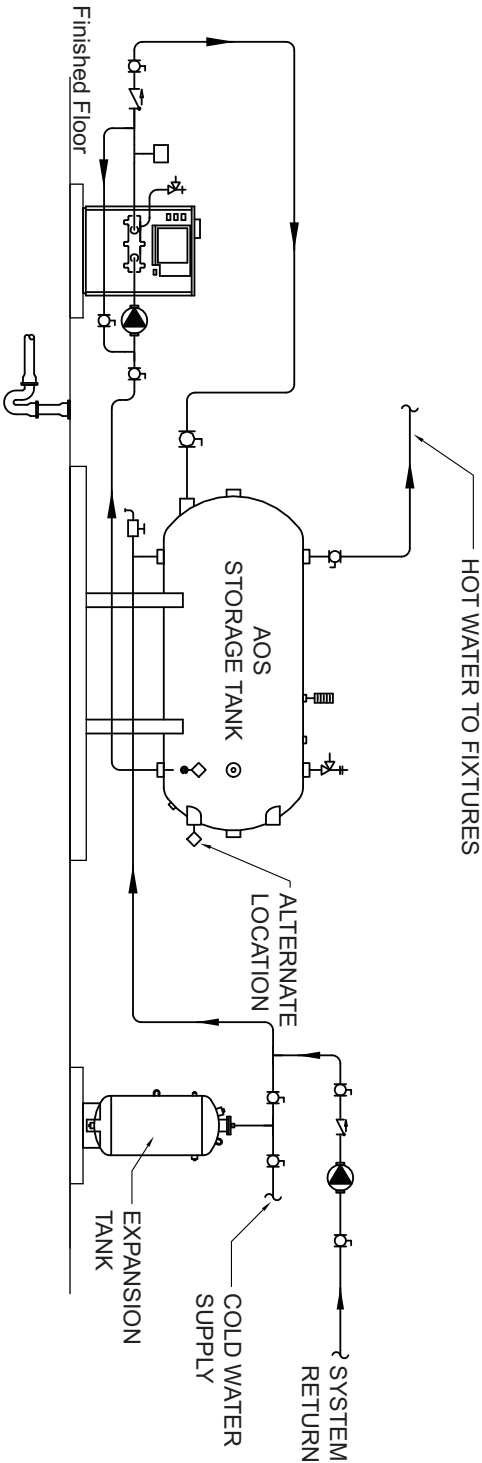 HOT WATER TO FIXTURES
SYSTEM
RETURN
COLD WATER
SUPPLY
ALTERNATE
LOCATION
AOS
STORAGE TANK
EXPANSION
TANK
Finished Floor